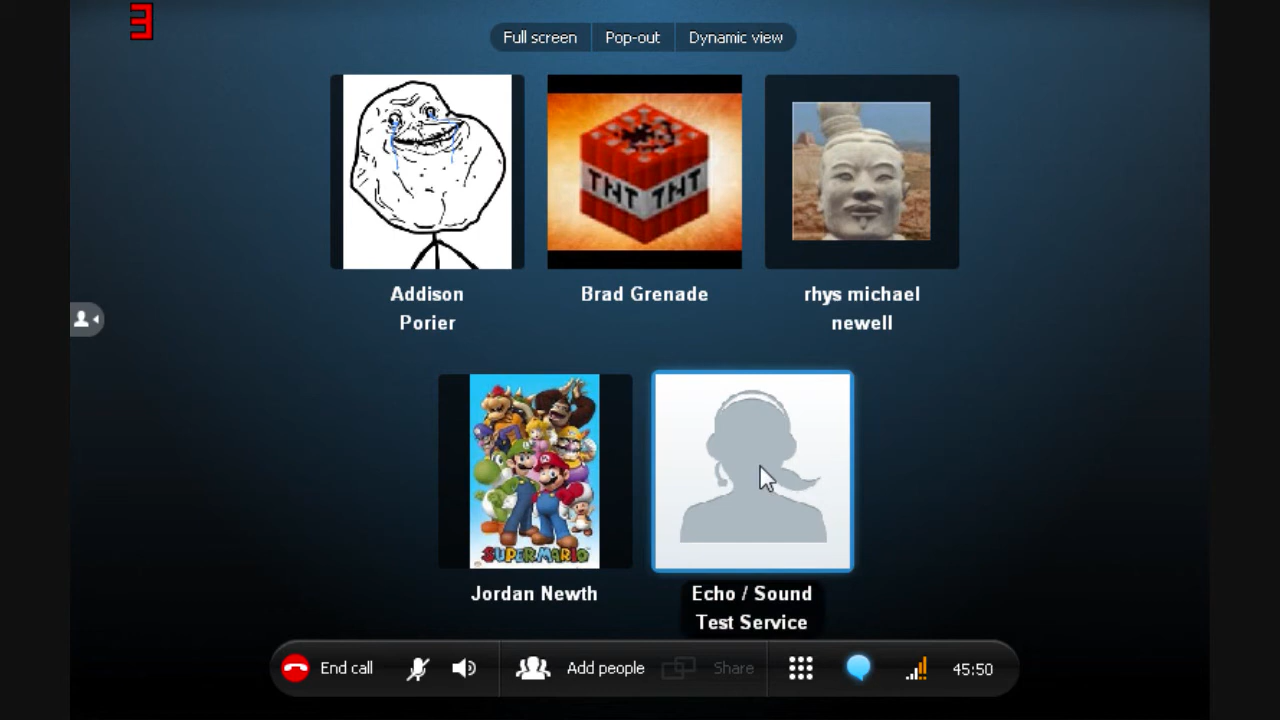 3
Full screen Pop-out Dynamic view
TNT TNT
Addison
Porier
Brad Grenade
rhys michael
newell
SUPER MARIO
Jordan Newth
Echo / Sound
Test Service
End call Add people Share 45:50